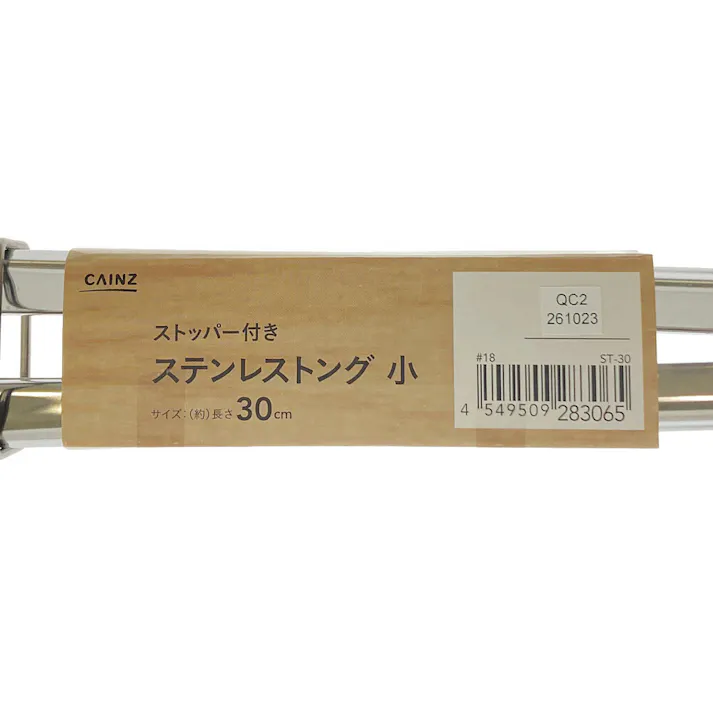 CAINZ
ストッパー付き
ステンレストング 小
サイズ:(約)長さ30cm
QC2
261023
#18 ST-30
4 549509 283065